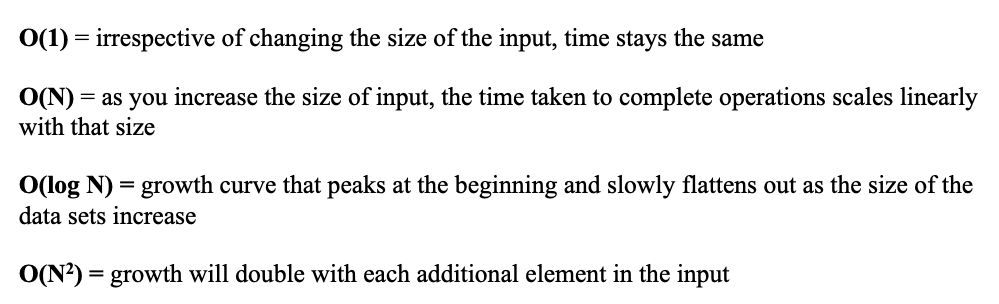 O(1) = irrespective of changing the size of the input, time stays the same
O(N) = as you increase the size of input, the time taken to complete operations scales linearly
with that size
O(log N) = growth curve that peaks at the beginning and slowly flattens out as the size of the
data sets increase
O(N²) = growth will double with each additional element in the input